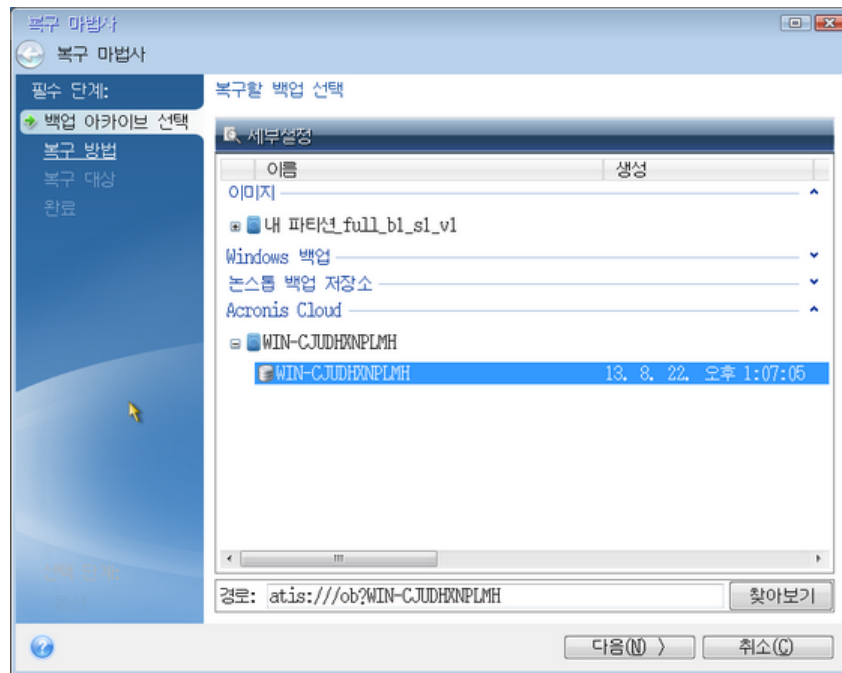 복구 마법사
복구 마법사
필수 단계:
백업 아카이브 선택
복구 방법
복구 대상
완료
복구할 백업 선택
세부설정
이름 생성
이미지
내 파티션_full_b1_s1_v1
Windows 백업
논스톱 백업 저장소
Acronis Cloud
WIN-CJUDHXNPLMH
WIN-CJUDHXNPLMH 13. 8. 22. 오후 1:07:05
경로: atis:///ob?WIN-CJUDHXNPLMH 찾아보기
다음(N) > 취소(C)